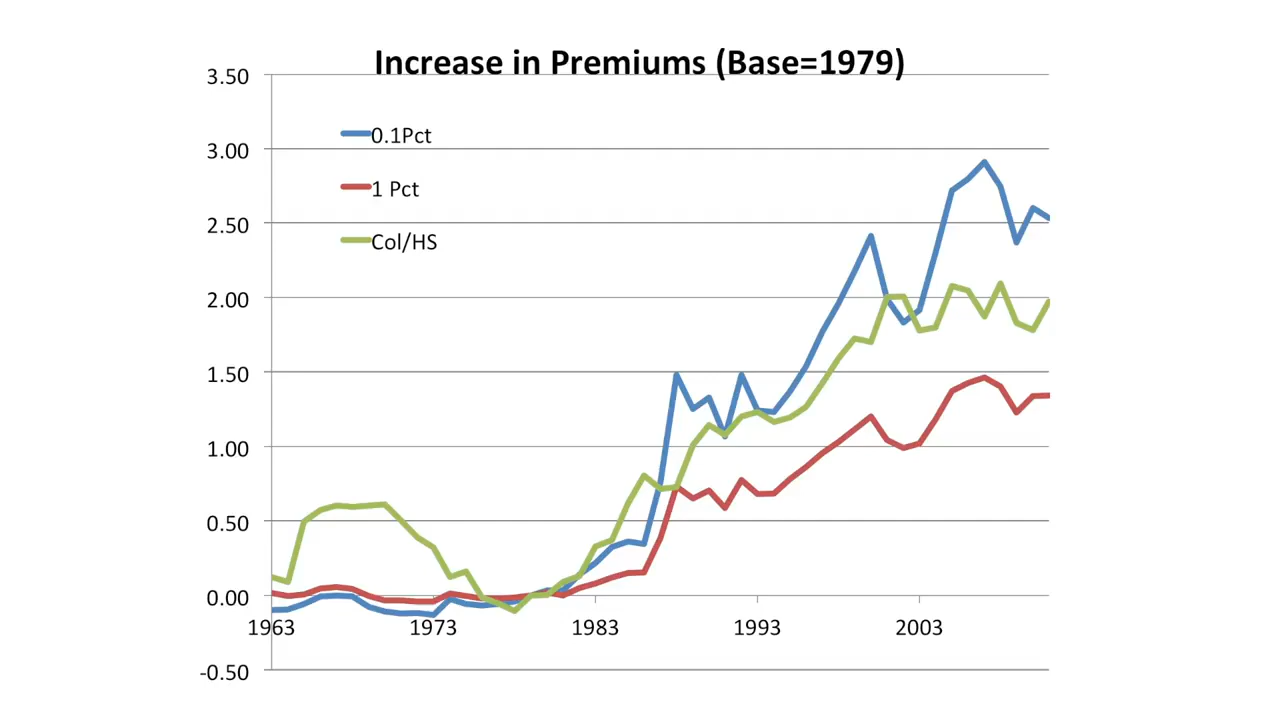 Increase in Premiums (Base=1979)
3.50
0.1Pct
3.00
1 Pct
2.50
Col/HS
2.00
1.50
1.00
0.50
0.00
1963 1973 1983 1993 2003
-0.50